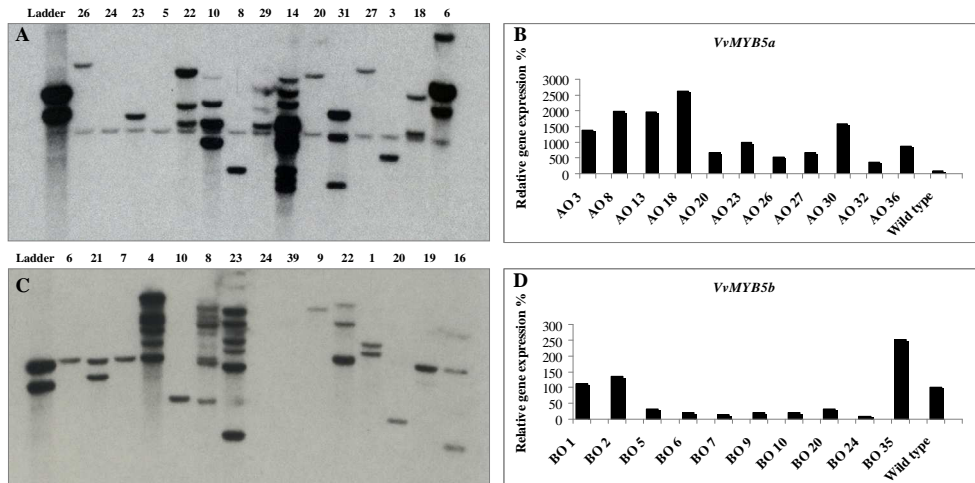 Ladder 26 24 23 5 22 10 8 29 14 20 31 27 3 18 6
A
B
VvMYB5a
Relative gene expression %
3000
2500
2000
1500
1000
500
0
AO 3 AO 8 AO 13 AO 18 AO 20 AO 23 AO 26 AO 27 AO 30 AO 32 AO 36 Wild type
Ladder 6 21 7 4 10 8 23 24 39 9 22 1 20 19 16
C
D
VvMYB5b
Relative gene expression %
300
250
200
150
100
50
0
BO 1 BO 2 BO 5 BO 6 BO 7 BO 9 BO 10 BO 20 BO 24 BO 35 Wild type